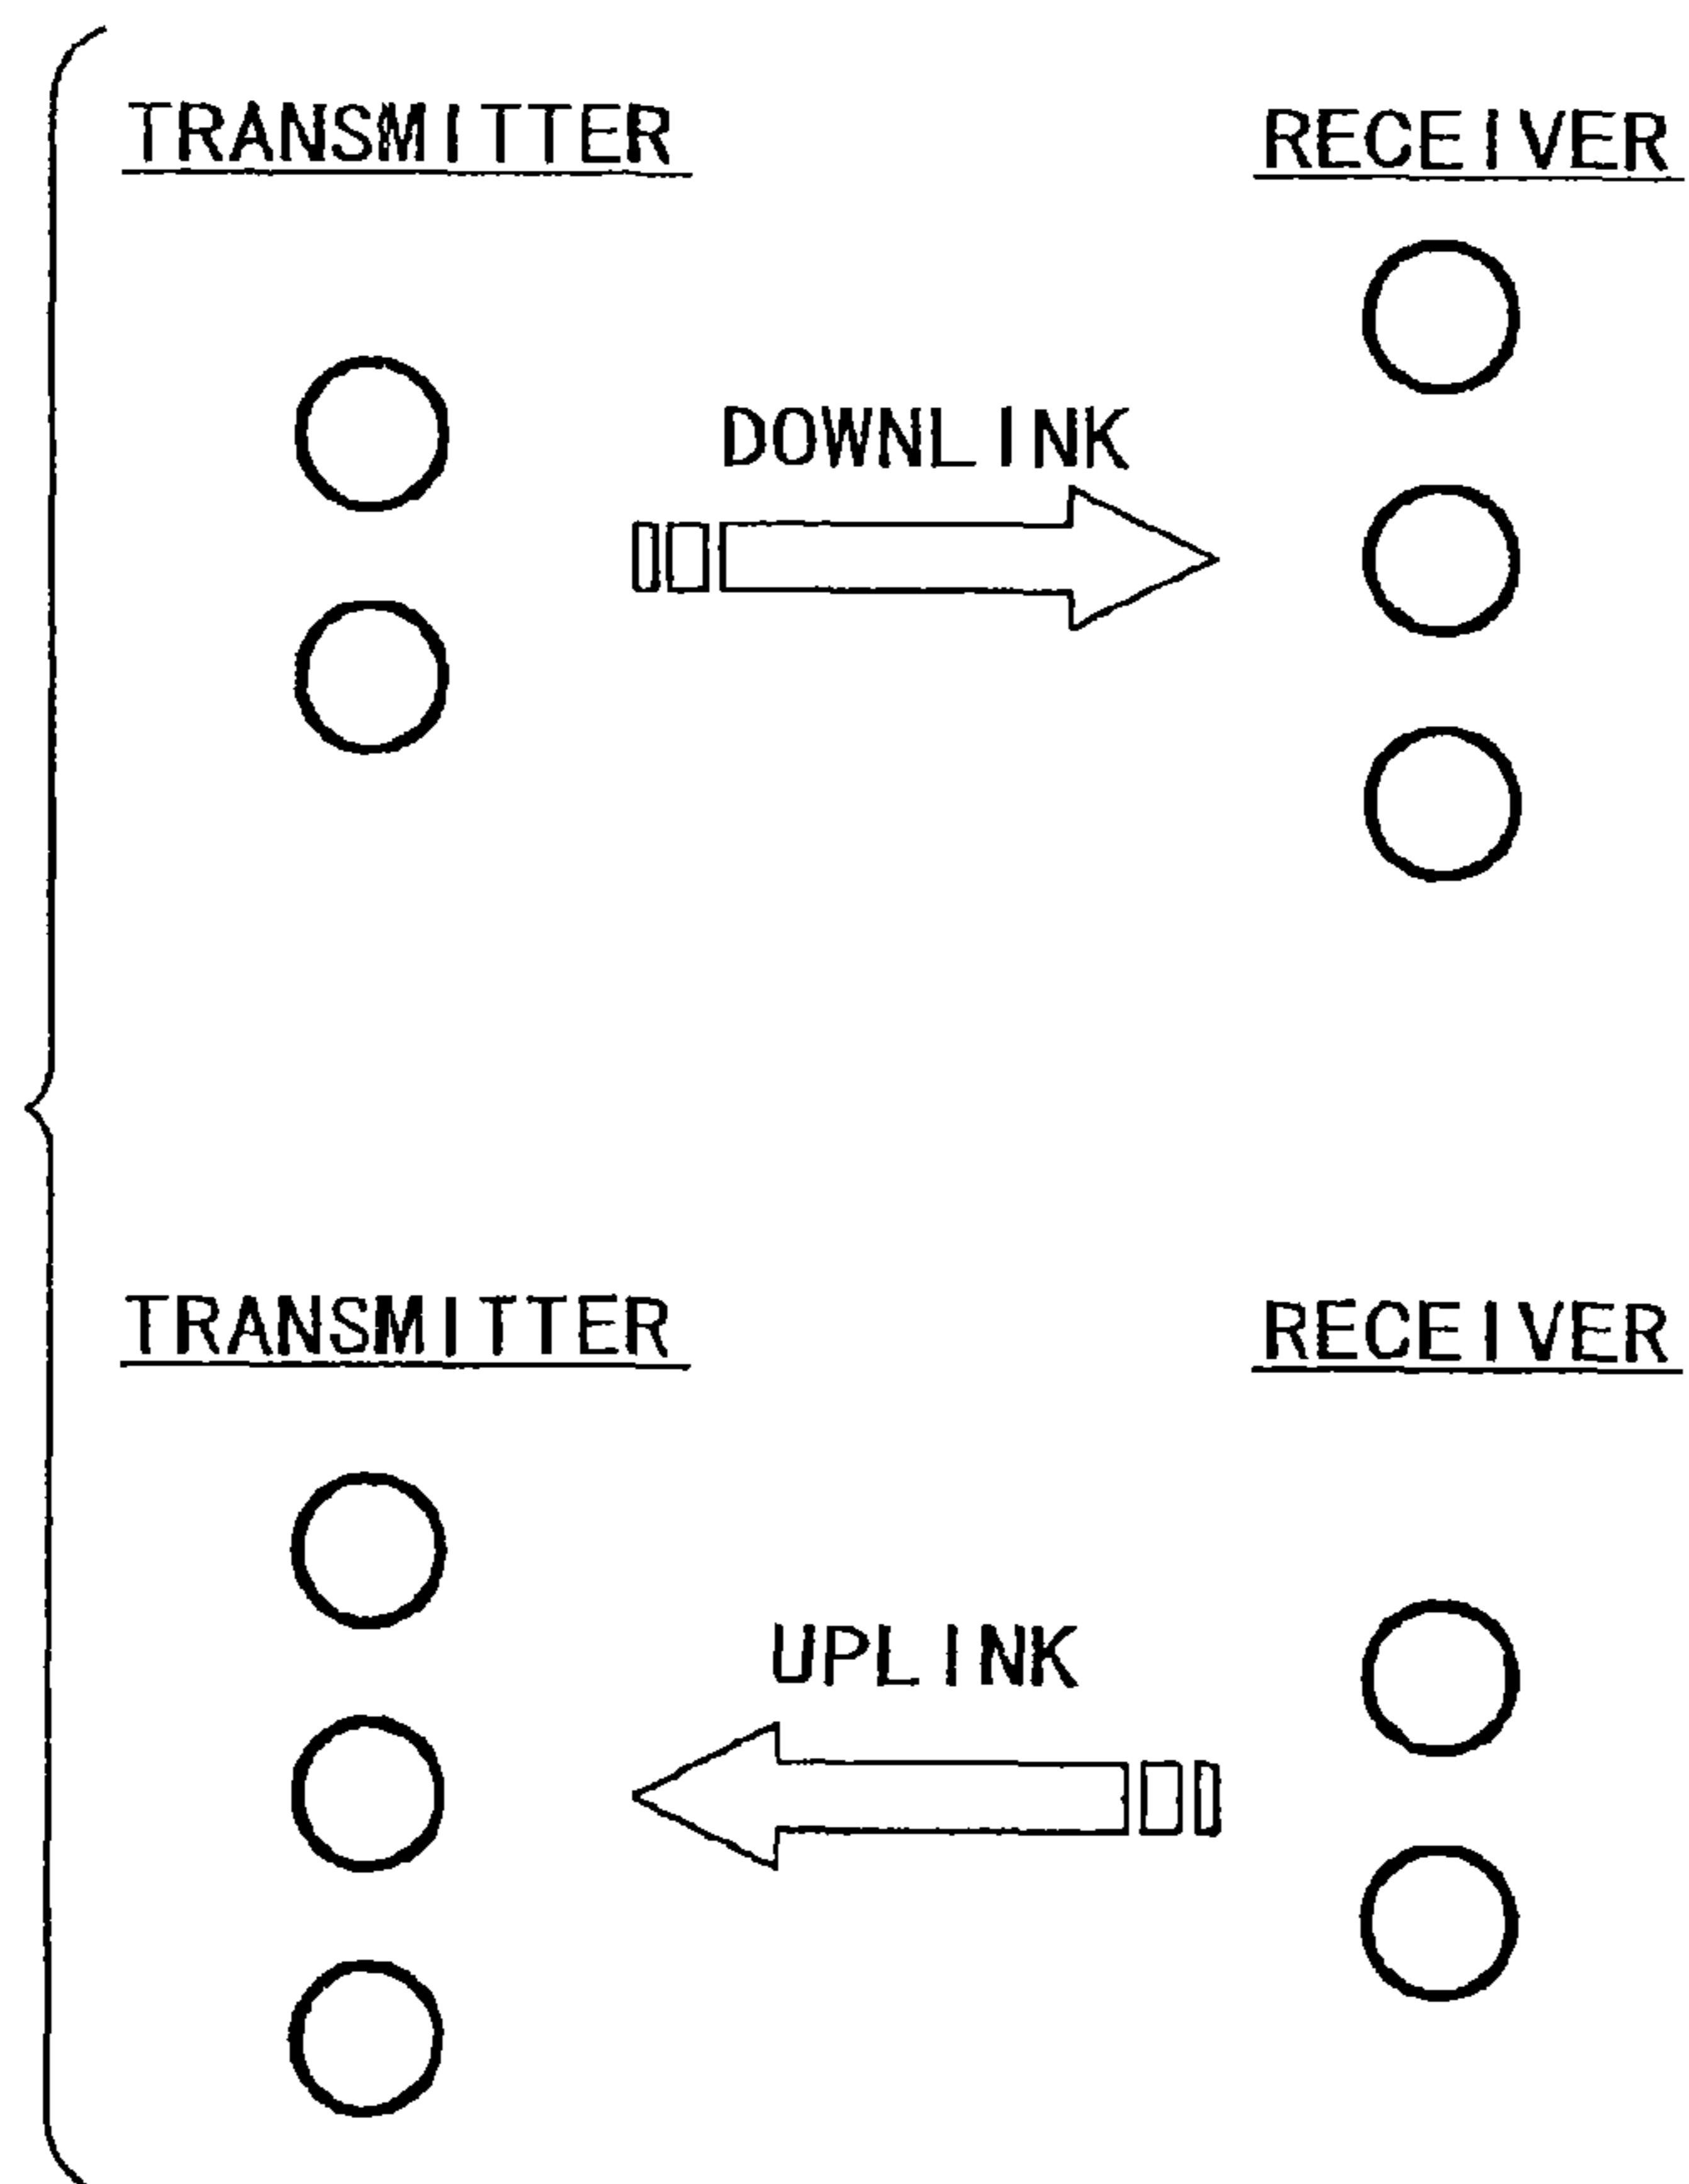 TRANSMITTER
RECEIVER
DOWNLINK
TRANSMITTER
RECEIVER
UPLINK